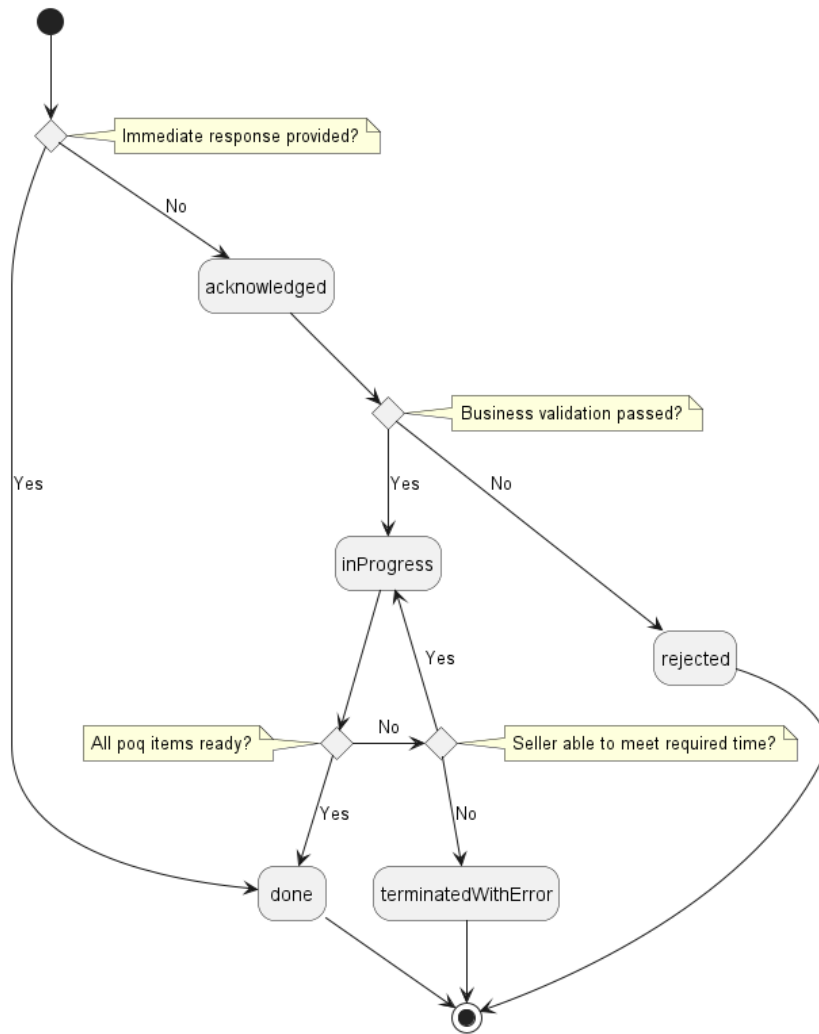 Immediate response provided?
No
acknowledged
Business validation passed?
Yes
Yes
No
inProgress
Yes
rejected
All poq items ready?
No
Seller able to meet required time?
Yes
No
done
terminatedWithError